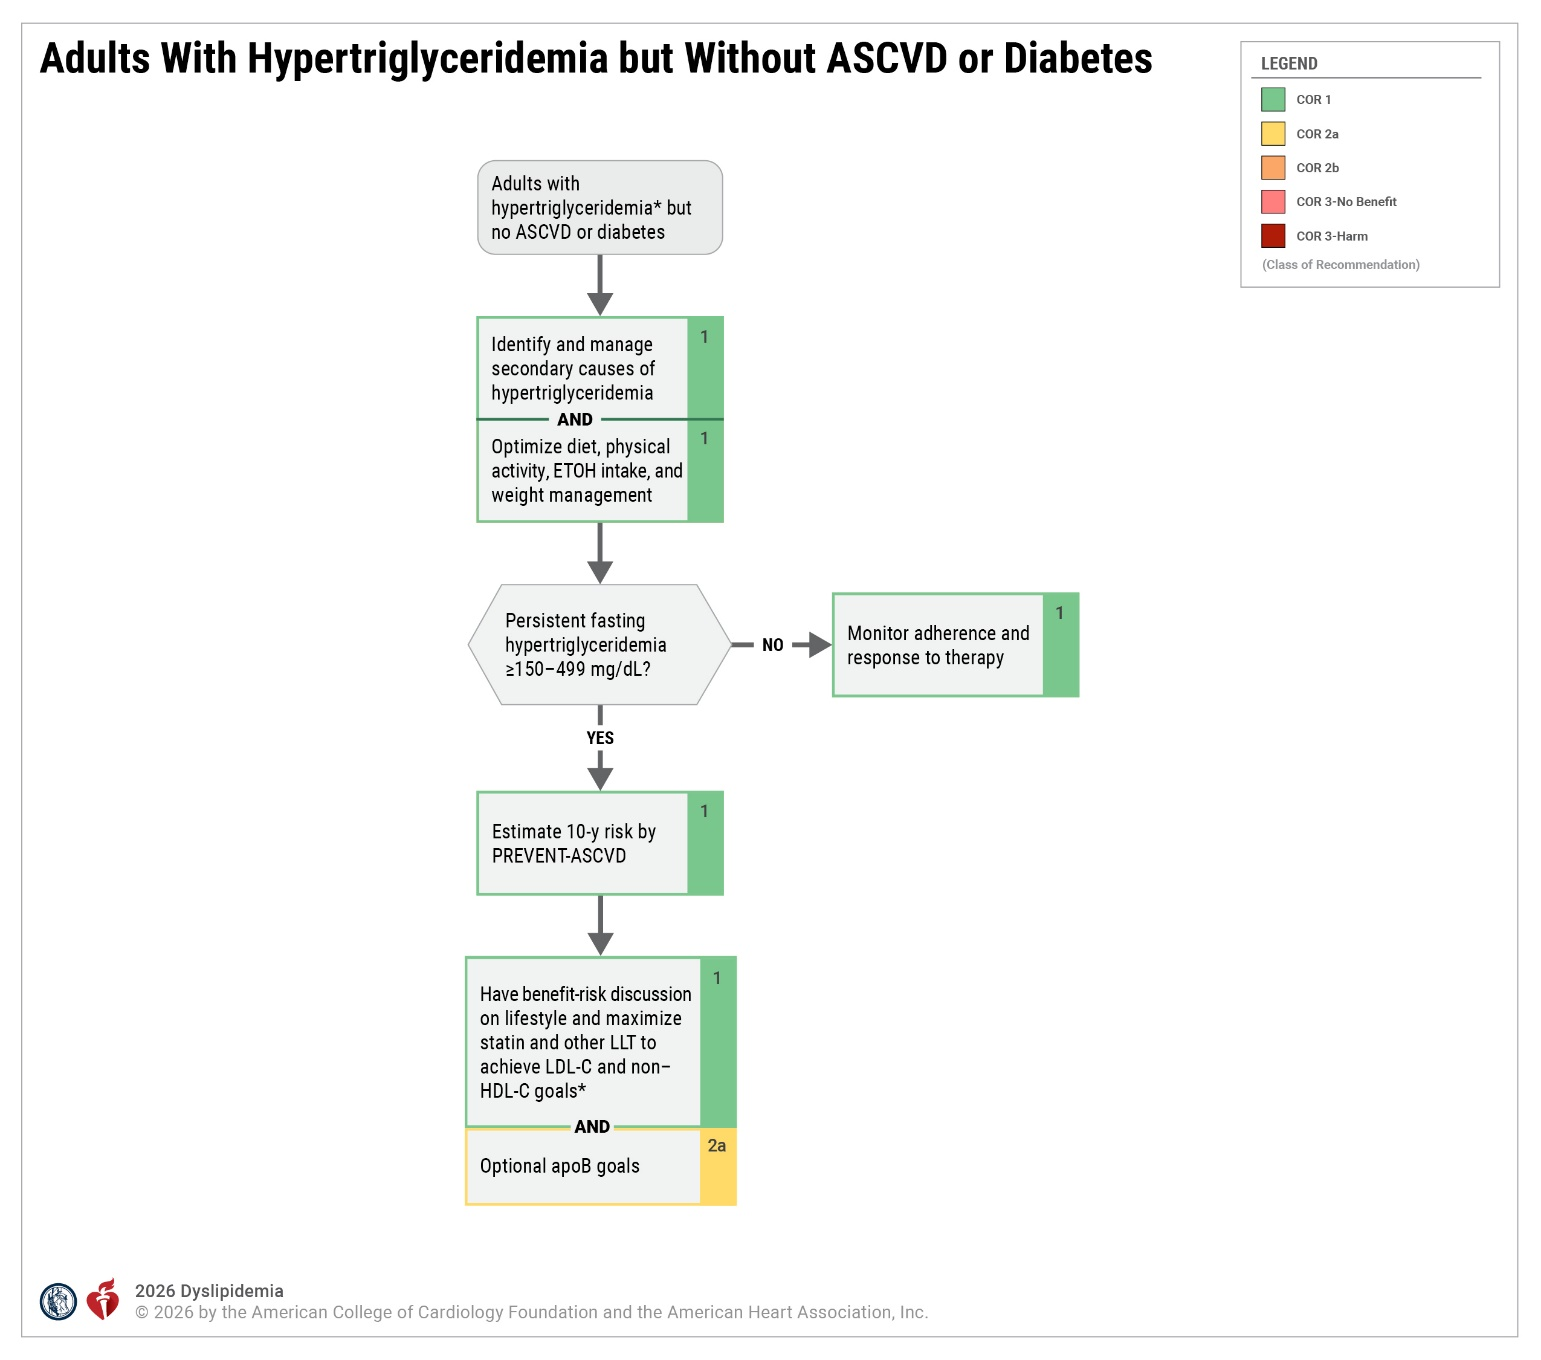 Adults With Hypertriglyceridemia but Without ASCVD or Diabetes
LEGEND
COR 1
COR 2a
COR 2b
COR 3-No Benefit
COR 3-Harm
(Class of Recommendation)
Adults with
hypertriglyceridemia* but
no ASCVD or diabetes
Identify and manage
secondary causes of
hypertriglyceridemia
1
AND
Optimize diet, physical
activity, ETOH intake, and
weight management
1
Persistent fasting
hypertriglyceridemia
≥150–499 mg/dL?
NO
Monitor adherence and
response to therapy
1
YES
Estimate 10-y risk by
PREVENT-ASCVD
1
Have benefit-risk discussion
on lifestyle and maximize
statin and other LLT to
achieve LDL-C and non–
HDL-C goals*
1
AND
Optional apoB goals
2a
2026 Dyslipidemia
© 2026 by the American College of Cardiology Foundation and the American Heart Association, Inc.